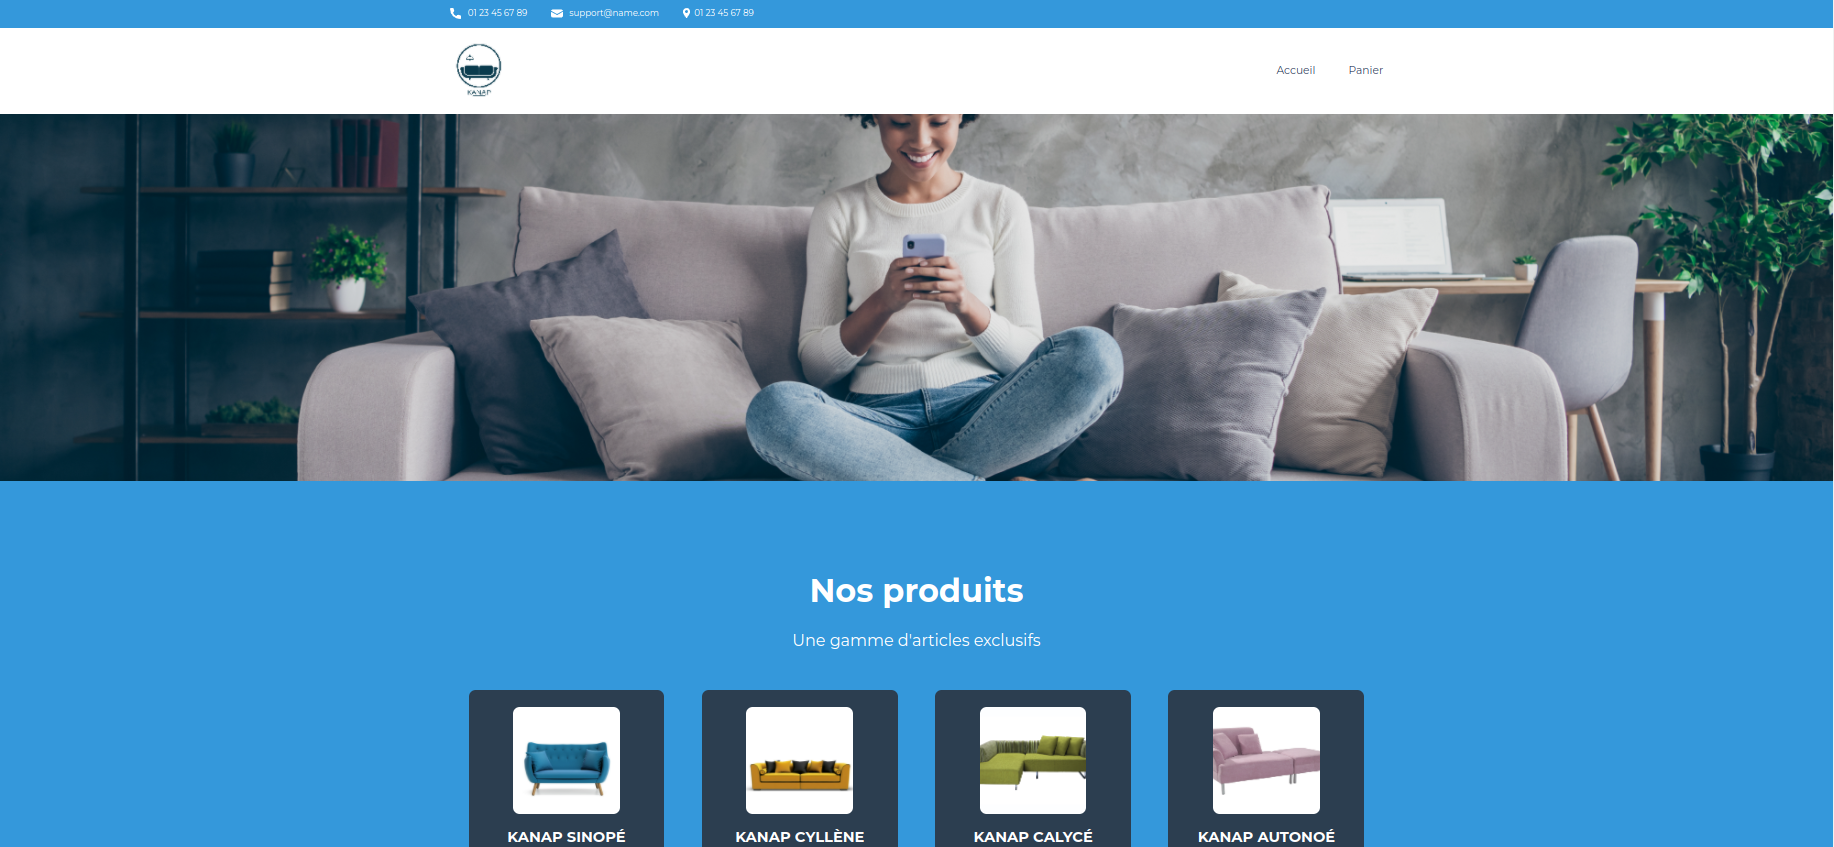 01 23 45 67 89 support@name.com 01 23 45 67 89
KANAP
Accueil Panier
Nos produits
Une gamme d'articles exclusifs
KANAP SINOPÉ KANAP CYLLÈNE KANAP CALYCÉ KANAP AUTONOÉ